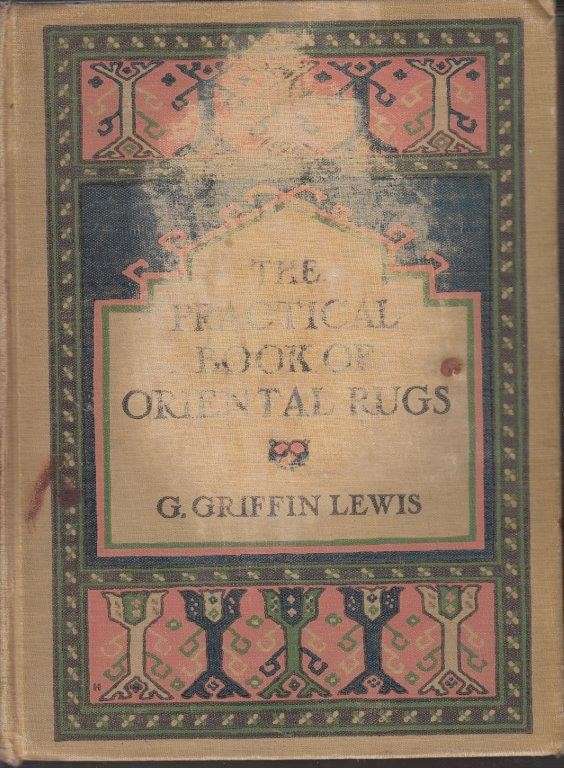 THE
PRACTICAL
BOOK OF
ORIENTAL RUGS
G. GRIFFIN LEWIS